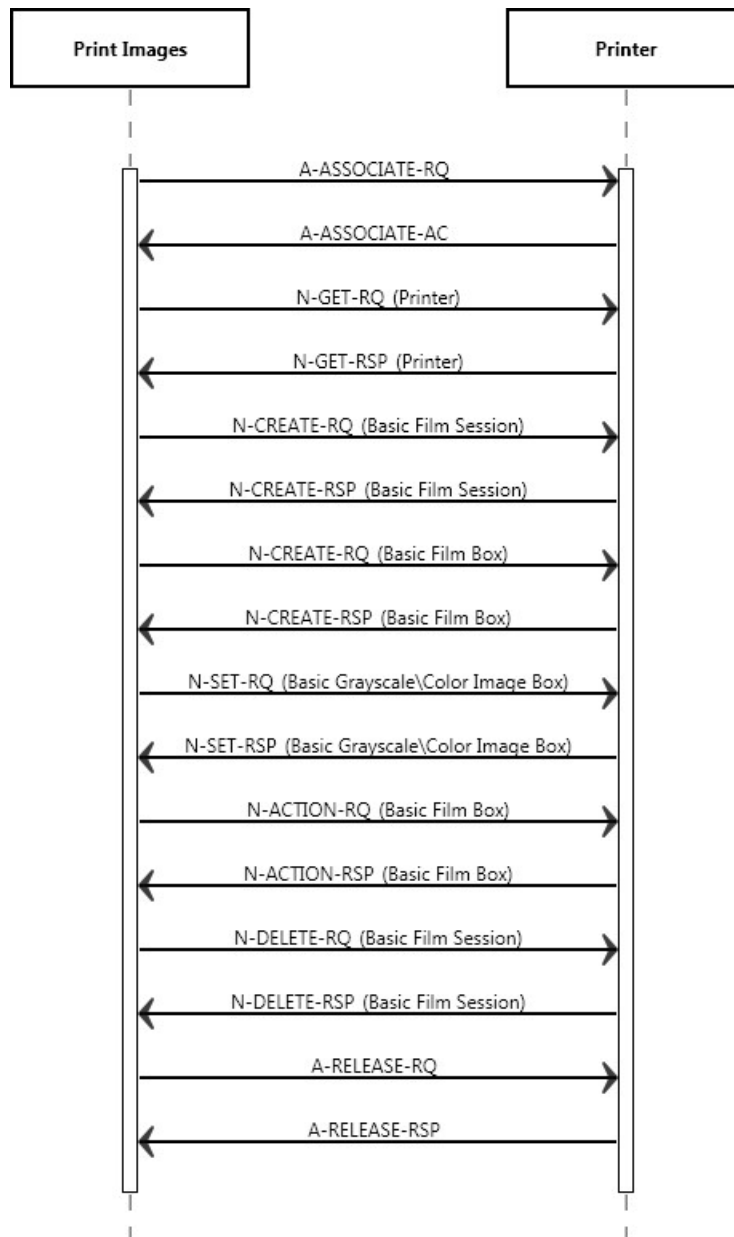 Print Images
Printer
A-ASSOCIATE-RQ
A-ASSOCIATE-AC
N-GET-RQ (Printer)
N-GET-RSP (Printer)
N-CREATE-RQ (Basic Film Session)
N-CREATE-RSP (Basic Film Session)
N-CREATE-RQ (Basic Film Box)
N-CREATE-RSP (Basic Film Box)
N-SET-RQ (Basic Grayscale\Color Image Box)
N-SET-RSP (Basic Grayscale\Color Image Box)
N-ACTION-RQ (Basic Film Box)
N-ACTION-RSP (Basic Film Box)
N-DELETE-RQ (Basic Film Session)
N-DELETE-RSP (Basic Film Session)
A-RELEASE-RQ
A-RELEASE-RSP